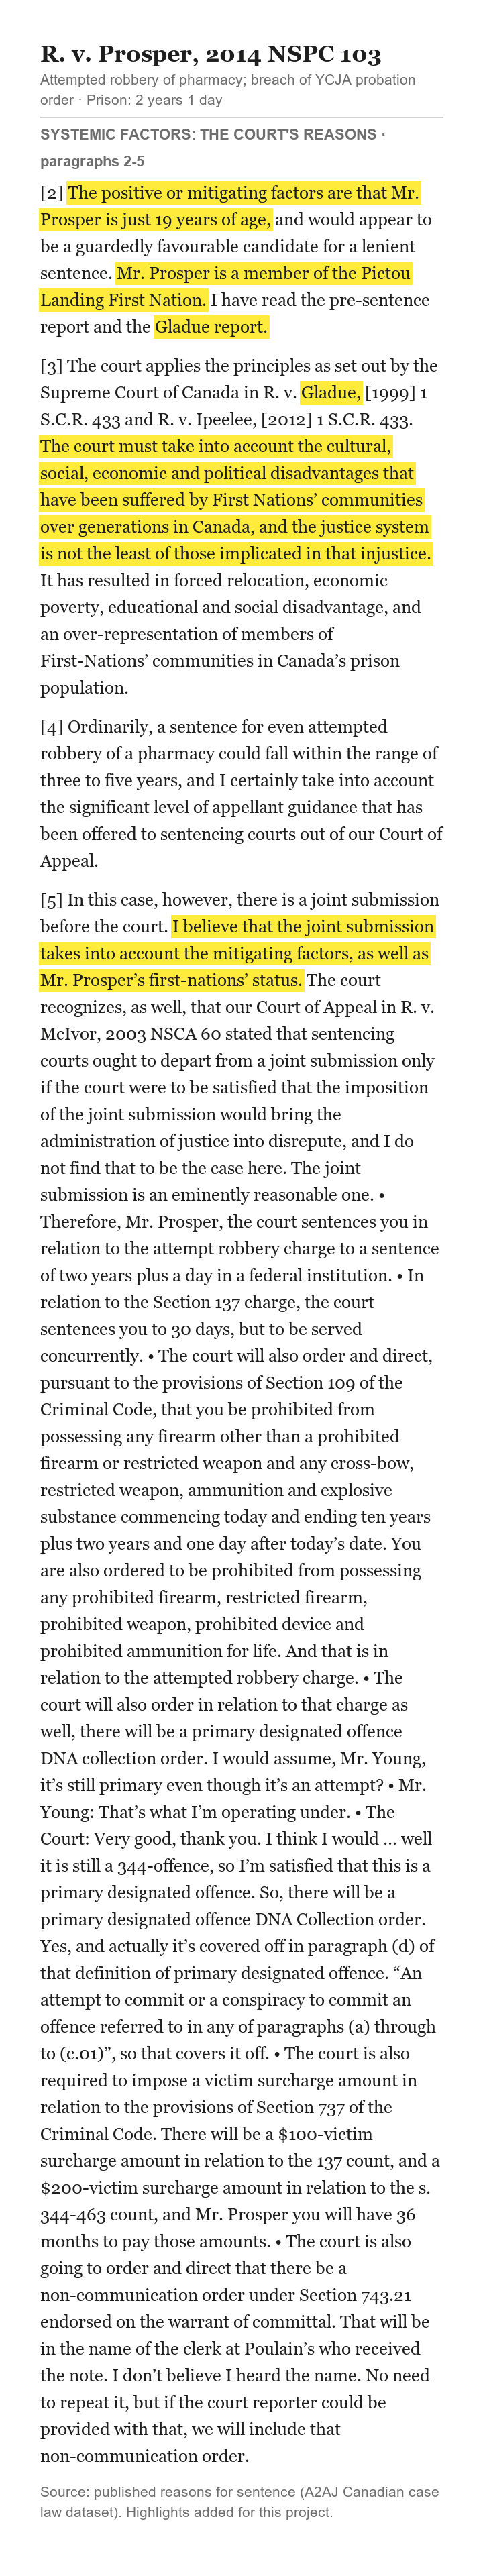 R. v. Prosper, 2014 NSPC 103
Attempted robbery of pharmacy; breach of YCJA probation
order · Prison: 2 years 1 day
SYSTEMIC FACTORS: THE COURT'S REASONS ·
paragraphs 2-5
[2] The positive or mitigating factors are that Mr.
Prosper is just 19 years of age, and would appear to
be a guardedly favourable candidate for a lenient
sentence. Mr. Prosper is a member of the Pictou
Landing First Nation. I have read the pre-sentence
report and the Gladue report.
[3] The court applies the principles as set out by the
Supreme Court of Canada in R. v. Gladue, [1999] 1
S.C.R. 433 and R. v. Ipeelee, [2012] 1 S.C.R. 433.
The court must take into account the cultural,
social, economic and political disadvantages that
have been suffered by First Nations’ communities
over generations in Canada, and the justice system
is not the least of those implicated in that injustice.
It has resulted in forced relocation, economic
poverty, educational and social disadvantage, and
an over-representation of members of
First-Nations’ communities in Canada’s prison
population.
[4] Ordinarily, a sentence for even attempted
robbery of a pharmacy could fall within the range of
three to five years, and I certainly take into account
the significant level of appellant guidance that has
been offered to sentencing courts out of our Court of
Appeal.
[5] In this case, however, there is a joint submission
before the court. I believe that the joint submission
takes into account the mitigating factors, as well as
Mr. Prosper’s first-nations’ status. The court
recognizes, as well, that our Court of Appeal in R. v.
McIvor, 2003 NSCA 60 stated that sentencing
courts ought to depart from a joint submission only
if the court were to be satisfied that the imposition
of the joint submission would bring the
administration of justice into disrepute, and I do
not find that to be the case here. The joint
submission is an eminently reasonable one. •
Therefore, Mr. Prosper, the court sentences you in
relation to the attempt robbery charge to a sentence
of two years plus a day in a federal institution. • In
relation to the Section 137 charge, the court
sentences you to 30 days, but to be served
concurrently. • The court will also order and direct,
pursuant to the provisions of Section 109 of the
Criminal Code, that you be prohibited from
possessing any firearm other than a prohibited
firearm or restricted weapon and any cross-bow,
restricted weapon, ammunition and explosive
substance commencing today and ending ten years
plus two years and one day after today’s date. You
are also ordered to be prohibited from possessing
any prohibited firearm, restricted firearm,
prohibited weapon, prohibited device and
prohibited ammunition for life. And that is in
relation to the attempted robbery charge. • The
court will also order in relation to that charge as
well, there will be a primary designated offence
DNA collection order. I would assume, Mr. Young,
it’s still primary even though it’s an attempt? • Mr.
Young: That’s what I’m operating under. • The
Court: Very good, thank you. I think I would ... well
it is still a 344-offence, so I’m satisfied that this is a
primary designated offence. So, there will be a
primary designated offence DNA Collection order.
Yes, and actually it’s covered off in paragraph (d) of
that definition of primary designated offence. “An
attempt to commit or a conspiracy to commit an
offence referred to in any of paragraphs (a) through
to (c.01)”, so that covers it off. • The court is also
required to impose a victim surcharge amount in
relation to the provisions of Section 737 of the
Criminal Code. There will be a $100-victim
surcharge amount in relation to the 137 count, and a
$200-victim surcharge amount in relation to the s.
344-463 count, and Mr. Prosper you will have 36
months to pay those amounts. • The court is also
going to order and direct that there be a
non-communication order under Section 743.21
endorsed on the warrant of committal. That will be
in the name of the clerk at Poulain’s who received
the note. I don’t believe I heard the name. No need
to repeat it, but if the court reporter could be
provided with that, we will include that
non-communication order.
Source: published reasons for sentence (A2AJ Canadian case
law dataset). Highlights added for this project.